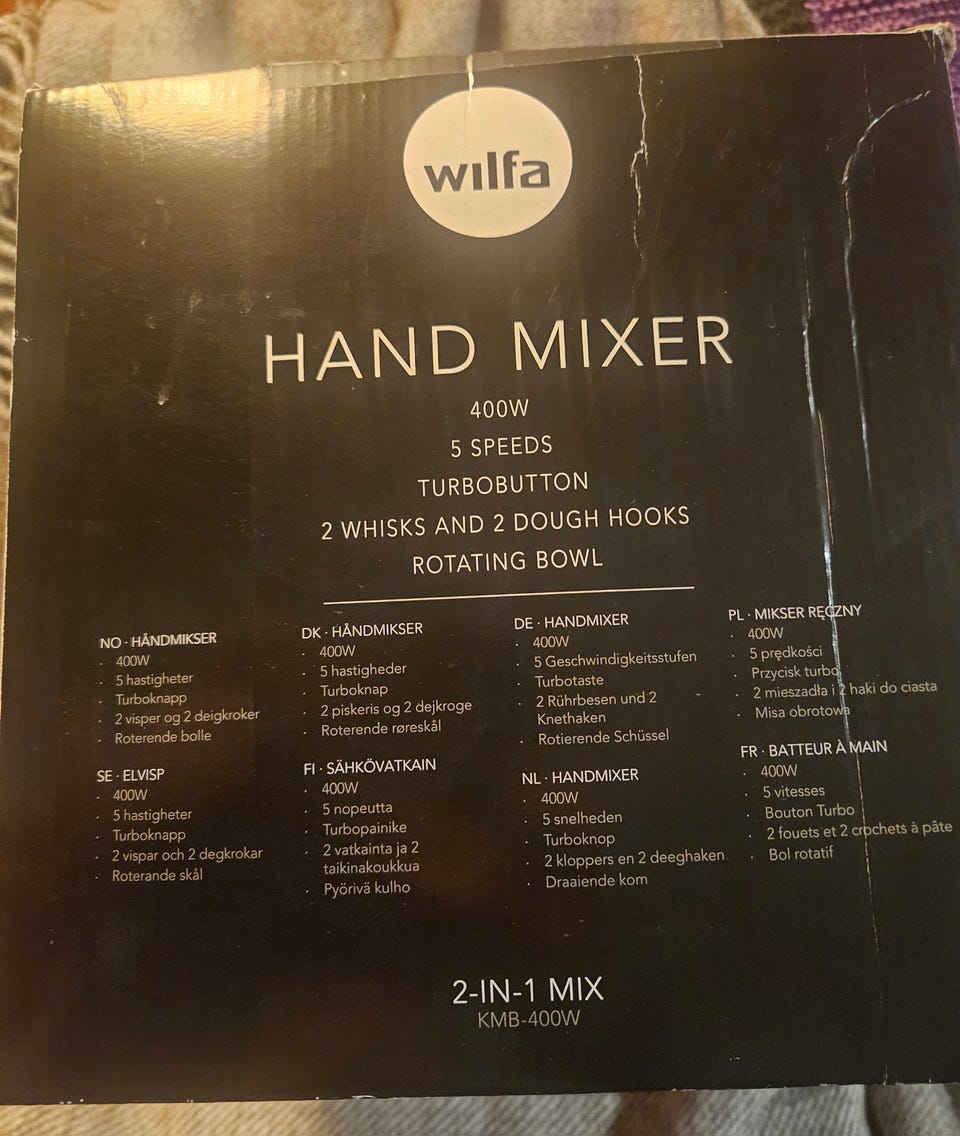 wilfa
HAND MIXER
400W
5 SPEEDS
TURBOBUTTON
2 WHISKS AND 2 DOUGH HOOKS
ROTATING BOWL
NO · HÅNDMIKSER
· 400W
· 5 hastigheter
· Turboknapp
· 2 visper og 2 deigkroker
· Roterende bolle
SE · ELVISP
· 400W
· 5 hastigheter
· Turboknapp
· 2 vispar och 2 degkrokar
· Roterande skål
DK · HÅNDMIKSER
· 400W
· 5 hastigheder
· Turboknap
· 2 piskeris og 2 dejkroge
· Roterende røreskål
FI · SÄHKÖVATKAIN
· 400W
· 5 nopeutta
· Turbopainike
· 2 vatkainta ja 2
taikinakoukkua
· Pyörivä kulho
DE · HANDMIXER
· 400W
· 5 Geschwindigkeitsstufen
· Turbotaste
· 2 Rührbesen und 2
Knethaken
· Rotierende Schüssel
NL · HANDMIXER
· 400W
· 5 snelheden
· Turboknop
· 2 kloppers en 2 deeghaken
· Draaiende kom
PL · MIKSER RĘCZNY
· 400W
· 5 prędkości
· Przycisk turbo
· 2 mieszadła i 2 haki do ciasta
· Misa obrotowa
FR · BATTEUR À MAIN
· 400W
· 5 vitesses
· Bouton Turbo
· 2 fouets et 2 crochets à pâte
· Bol rotatif
2-IN-1 MIX
KMB-400W